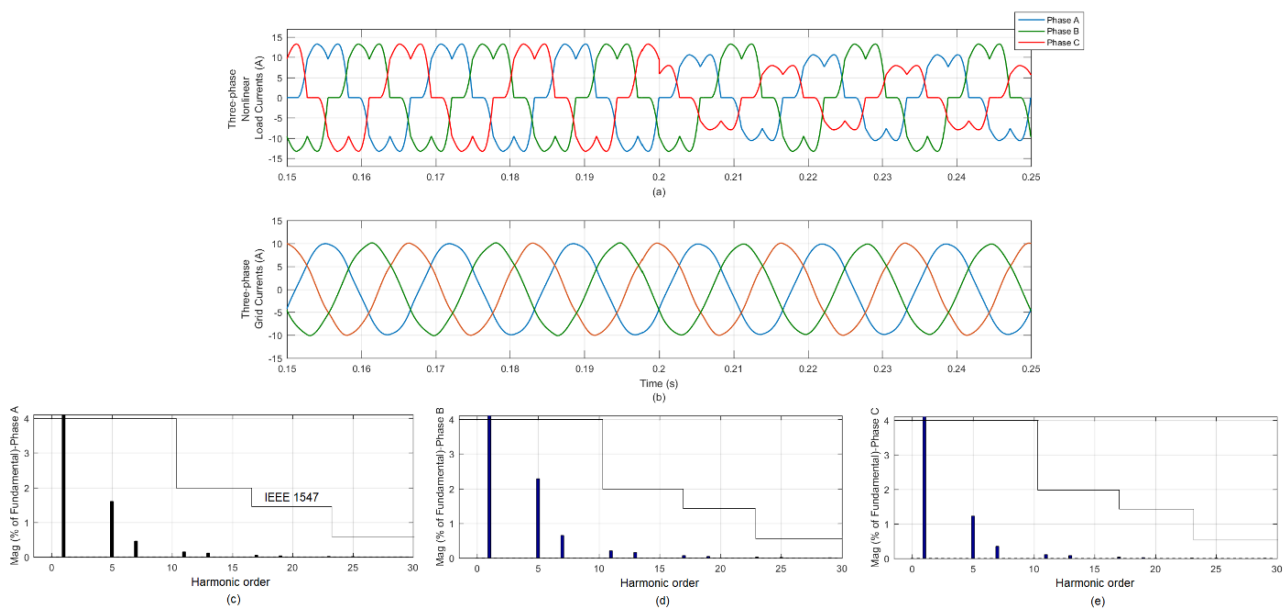 Phase A
Phase B
Phase C
Three-phase
Nonlinear
Load Currents (A)
15
10
5
0
-5
-10
-15
0.15 0.16 0.17 0.18 0.19 0.2 0.21 0.22 0.23 0.24 0.25
(a)
Three-phase
Grid Currents (A)
15
10
5
0
-5
-10
-15
0.15 0.16 0.17 0.18 0.19 0.2 0.21 0.22 0.23 0.24 0.25
Time (s)
(b)
Mag (% of Fundamental)-Phase A
4
3
2
1
0
IEEE 1547
0 5 10 15 20 25 30
Harmonic order
(c)
Mag (% of Fundamental)-Phase B
4
3
2
1
0
0 5 10 15 20 25 30
Harmonic order
(d)
Mag (% of Fundamental)-Phase C
4
3
2
1
0
0 5 10 15 20 25 30
Harmonic order
(e)